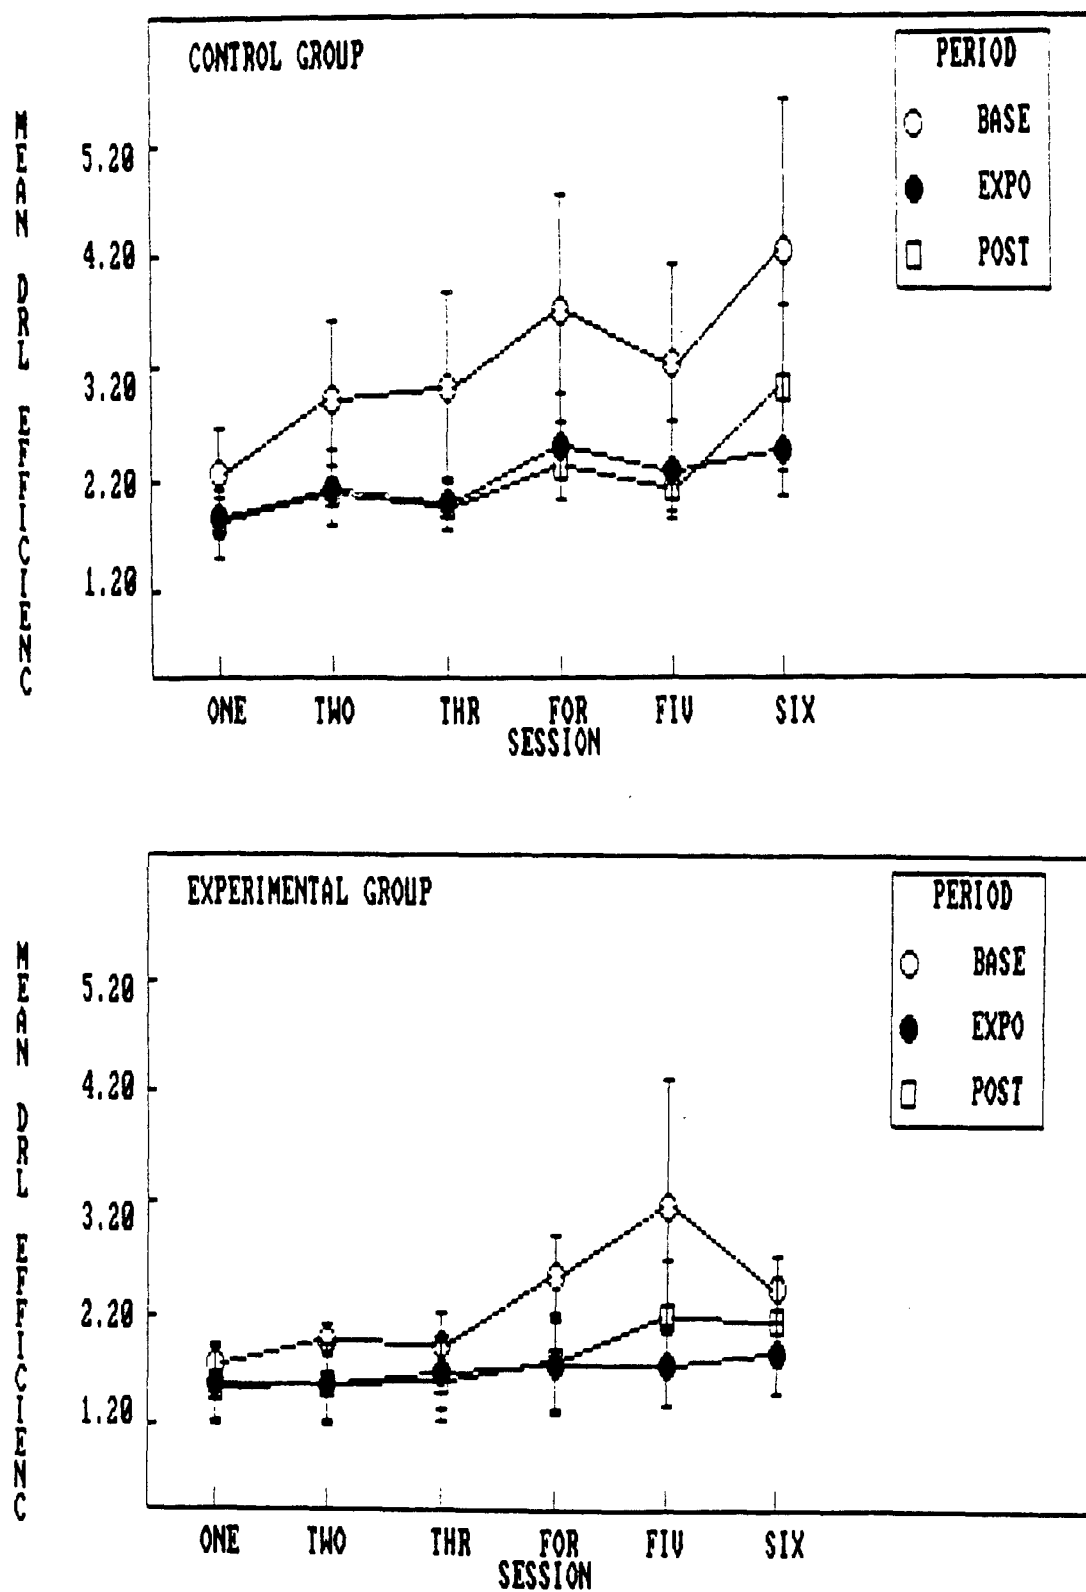 CONTROL GROUP
PERIOD
BASE
EXPO
POST
MEAN DRL EFFICIENC
5.20
4.20
3.20
2.20
1.20
ONE TWO THR FOR FIV SIX
SESSION
EXPERIMENTAL GROUP
PERIOD
BASE
EXPO
POST
MEAN DRL EFFICIENC
5.20
4.20
3.20
2.20
1.20
ONE TWO THR FOR FIV SIX
SESSION